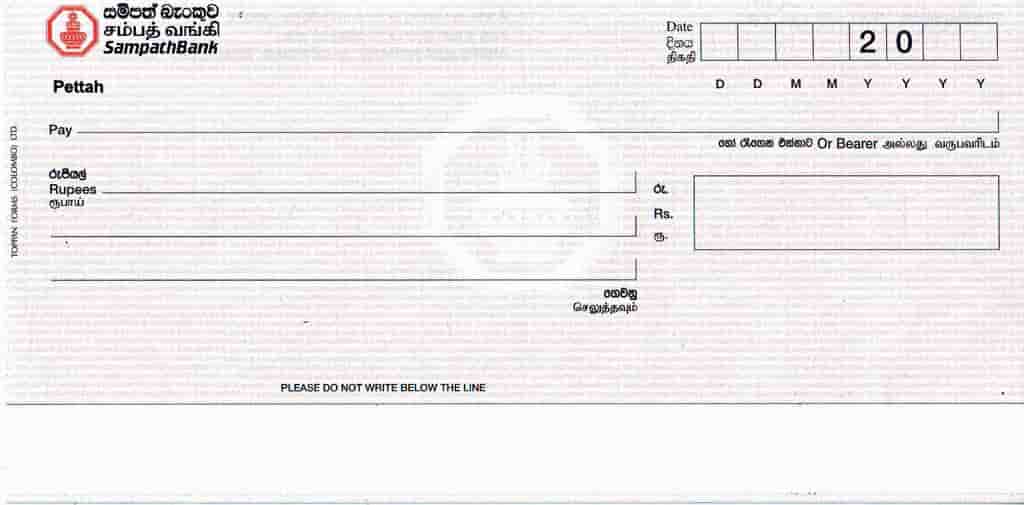 සම්පත් බැංකුව
சம்பத் வங்கி
SampathBank
Date
දිනය
திகதி
2 0
D D M M Y Y Y Y
Pettah
Pay
හෝ රැගෙන එන්නාට Or Bearer அல்லது வருபவரிடம்
රුපියල්
Rupees
ரூபாய்
රු.
Rs.
ரூ.
ගෙවනු
செலுத்தவும்
TOPPAN FORMS (COLOMBO) LTD.
PLEASE DO NOT WRITE BELOW THE LINE